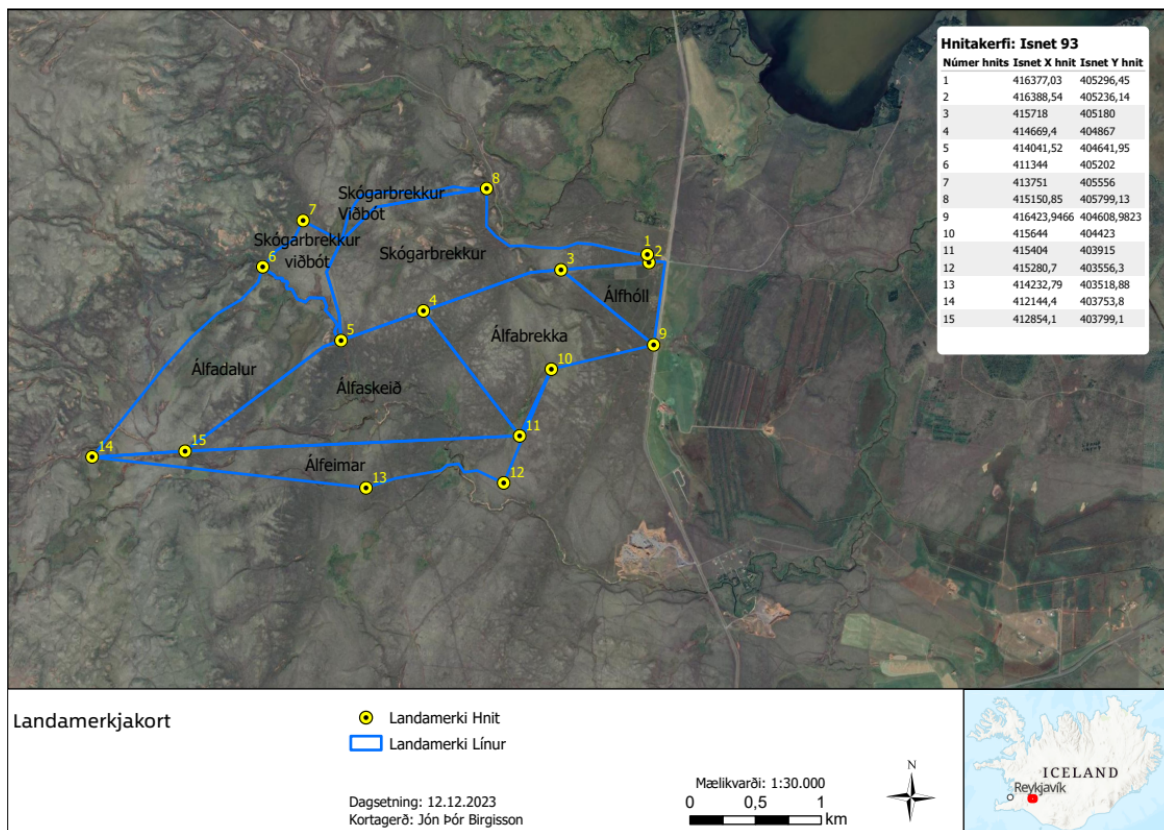 Hnitakerfi: Isnet 93
Númer hnits Isnet X hnit Isnet Y hnit
1 416377,03 405296,45
2 416388,54 405236,14
3 415718 405180
4 414669,4 404867
5 414041,52 404641,95
6 411344 405202
7 413751 405556
8 415150,85 405799,13
9 416423,9466 404608,9823
10 415644 404423
11 415404 403915
12 415280,7 403556,3
13 414232,79 403518,88
14 412144,4 403753,8
15 412854,1 403799,1
8
Skógarbrekkur
Viðbót
7
Skógarbrekkur
viðbót
Skógarbrekkur
1
2
6
3
Álfhóll
4
Álfabrekka
5
9
10
Álfadalur
Álfaskeið
11
15
14
Álfeimar
13
12
Landamerkjakort
Landamerki Hnit
Landamerki Línur
Dagsetning: 12.12.2023
Kortagerð: Jón Þór Birgisson
N
Mælikvarði: 1:30.000
0 0,5 1
km
ICELAND
Reykjavík